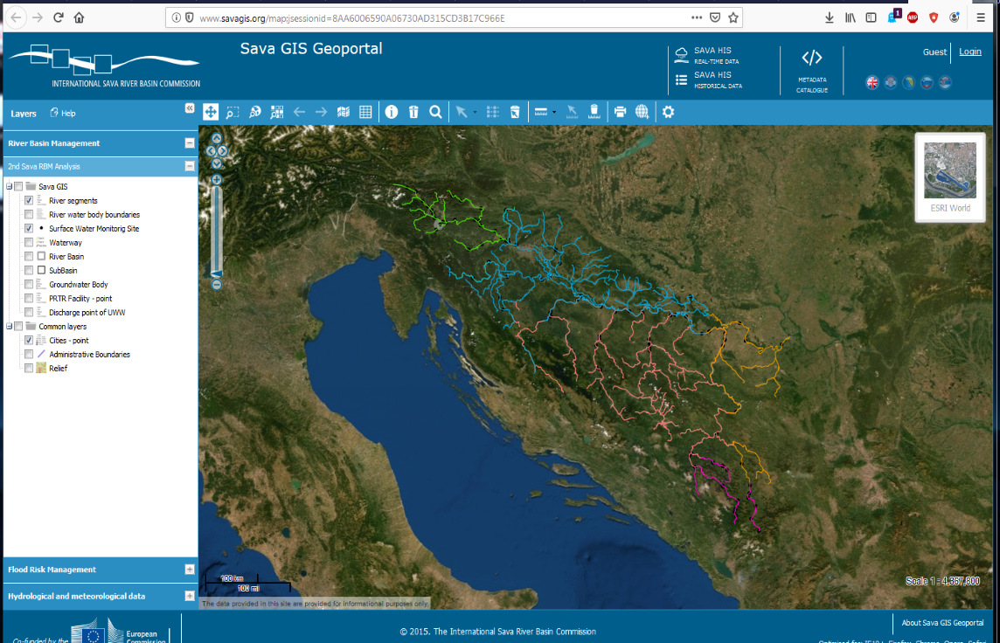 www.savagis.org/map;jsessionid=8AA6006590A06730AD315CD3B17C966E
1
ABP
Sava GIS Geoportal
INTERNATIONAL SAVA RIVER BASIN COMMISSION
SAVA HIS
REAL-TIME DATA
SAVA HIS
HISTORICAL DATA
METADATA
CATALOGUE
Guest
Login
Layers
Help
River Basin Management
2nd Sava RBM Analysis
Sava GIS
River segments
River water body boundaries
Surface Water Monitorig Site
Waterway
River Basin
SubBasin
Groundwater Body
PRTR Facility - point
Discharge point of UWW
Common layers
Cities - point
Administrative Boundaries
Relief
ESRI World
Flood Risk Management
Hydrological and meteorological data
100 km
100 mi
Scale 1 : 4,367,800
The data provided in this site are provided for informational purposes only
Co-funded by the
European
Commission
© 2015. The International Sava River Basin Commission
About Sava GIS Geoportal
Optimised for: IE10+, Firefox, Chrome, Opera, Safari